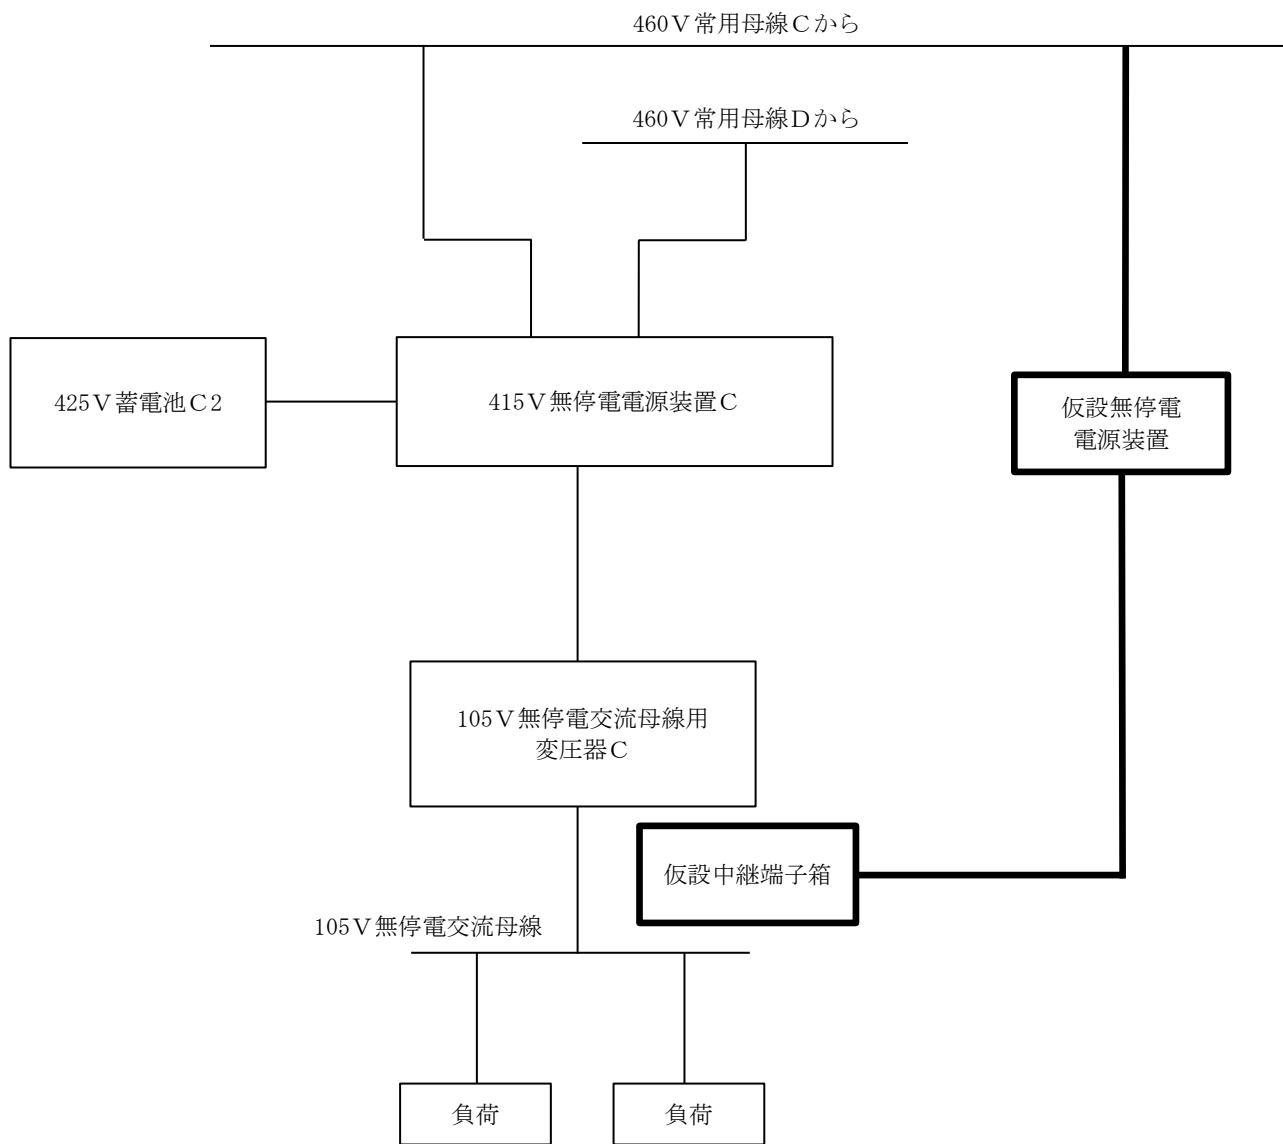 460V常用母線Cから
460V常用母線Dから
425V蓄電池C2
415V無停電電源装置C
仮設無停電
電源装置
105V無停電交流母線用
変圧器C
仮設中継端子箱
105V無停電交流母線
負荷
負荷